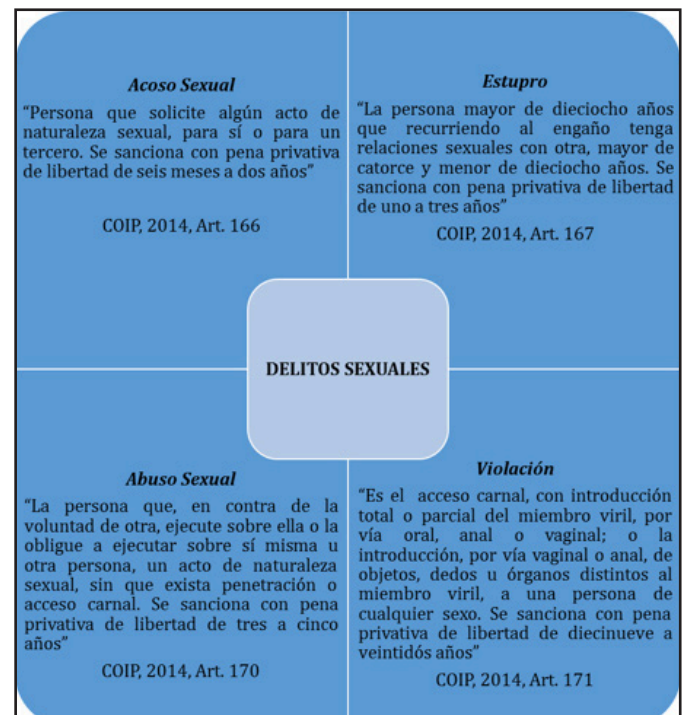 Acoso Sexual
“Persona que solicite algún acto de
naturaleza sexual, para sí o para un
tercero. Se sanciona con pena privativa
de libertad de seis meses a dos años”
COIP, 2014, Art. 166
Estupro
“La persona mayor de dieciocho años
que recurriendo al engaño tenga
relaciones sexuales con otra, mayor de
catorce y menor de dieciocho años. Se
sanciona con pena privativa de libertad
de uno a tres años”
COIP, 2014, Art. 167
DELITOS SEXUALES
Abuso Sexual
“La persona que, en contra de la
voluntad de otra, ejecute sobre ella o la
obligue a ejecutar sobre sí misma u
otra persona, un acto de naturaleza
sexual, sin que exista penetración o
acceso carnal. Se sanciona con pena
privativa de libertad de tres a cinco
años”
COIP, 2014, Art. 170
Violación
“Es el acceso carnal, con introducción
total o parcial del miembro viril, por
vía oral, anal o vaginal; o la
introducción, por vía vaginal o anal, de
objetos, dedos u órganos distintos al
miembro viril, a una persona de
cualquier sexo. Se sanciona con pena
privativa de libertad de diecinueve a
veintidós años”
COIP, 2014, Art. 171